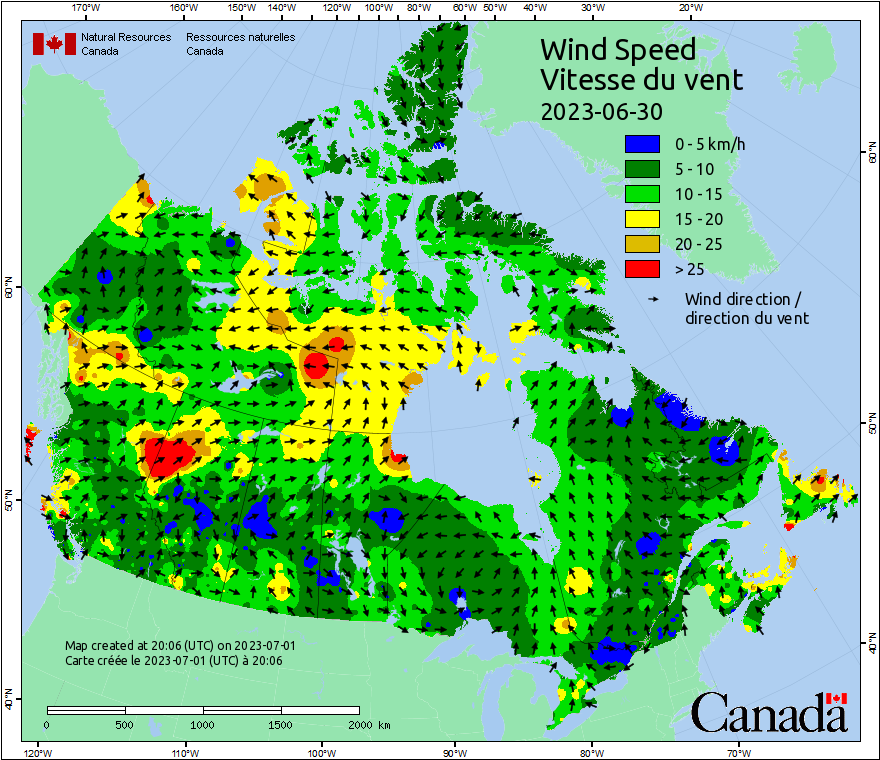 170°W 160°W 150°W 140°W 120°W 100°W 80°W 60°W 50°W 40°W 30°W 20°W
Natural Resources Canada
Ressources naturelles Canada
Wind Speed
Vitesse du vent
2023-06-30
0 - 5 km/h
5 - 10
10 - 15
15 - 20
20 - 25
> 25
Wind direction /
direction du vent
60°N
60°N
50°N
50°N
40°N
40°N
Map created at 20:06 (UTC) on 2023-07-01
Carte créée le 2023-07-01 (UTC) à 20:06
0 500 1000 1500 2000 km
Canada
120°W 110°W 100°W 90°W 80°W 70°W